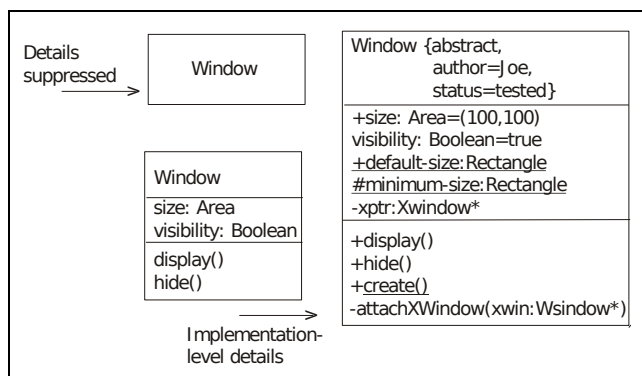 Details
suppressed
Window
Window
size: Area
visibility: Boolean
display()
hide()
Implementation-
level details
Window {abstract,
author=Joe,
status=tested}
+size: Area=(100,100)
visibility: Boolean=true
+default-size:Rectangle
#minimum-size:Rectangle
-xptr:Xwindow*
+display()
+hide()
+create()
-attachXWindow(xwin:Wsindow*)